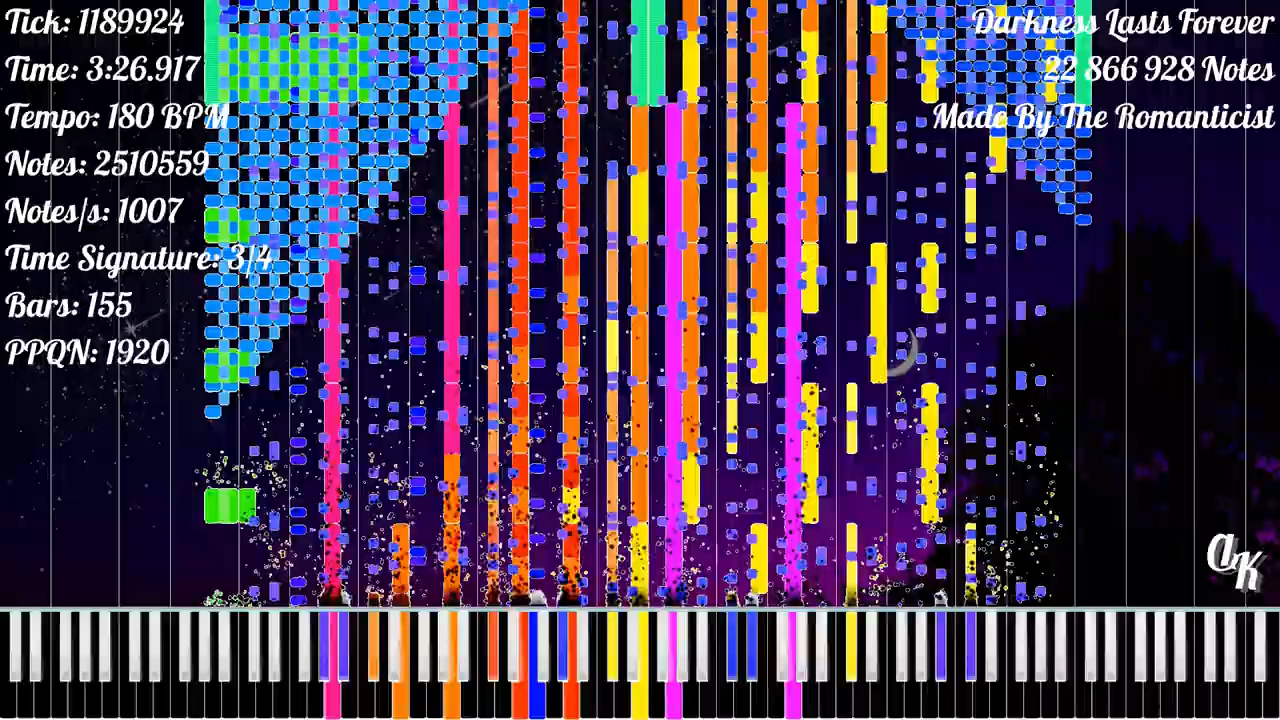 Tick: 1189924
Time: 3:26.917
Tempo: 180 BPM
Notes: 2510559
Notes/s: 1007
Time Signature: 3/4
Bars: 155
PPQN: 1920
Darkness Lasts Forever
22 866 928 Notes
Made By The Romanticist
AK